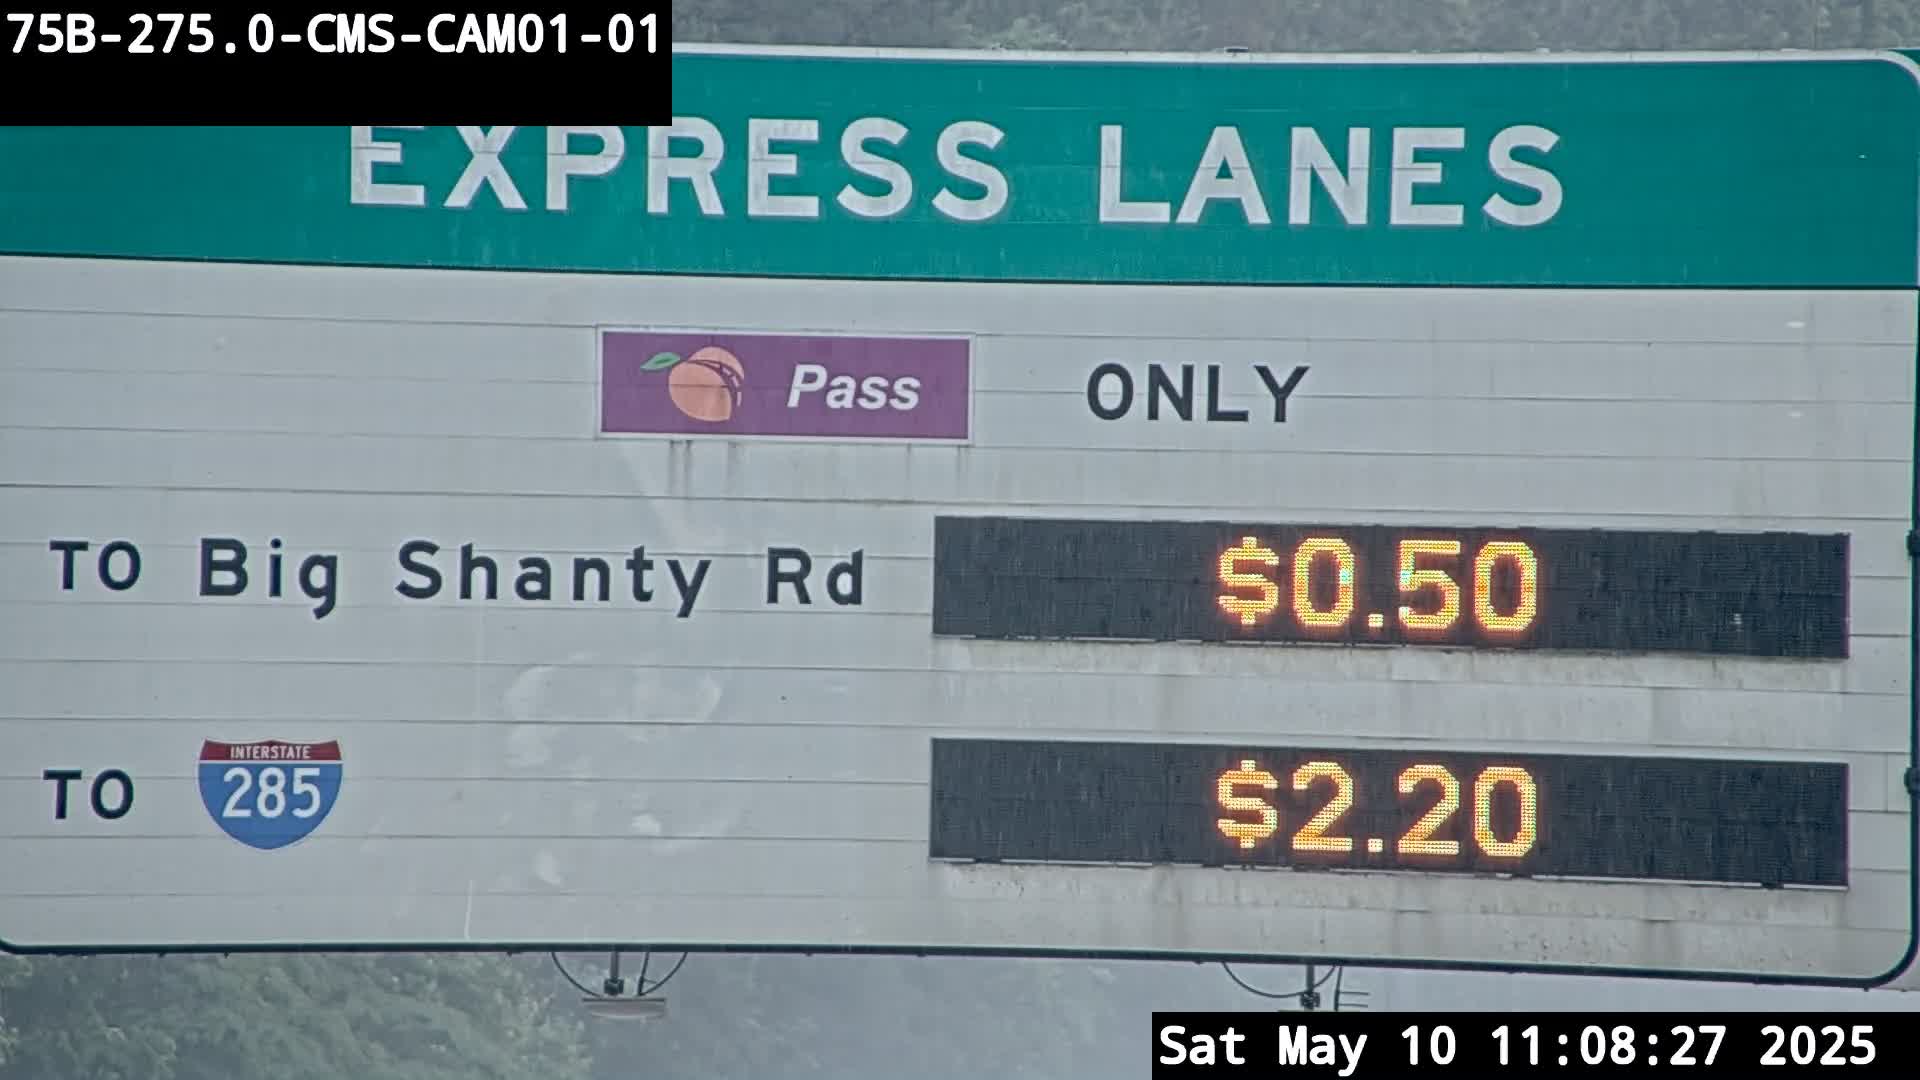 75B-275.0-CMS-CAM01-01
EXPRESS LANES
Pass ONLY
TO Big Shanty Rd $0.50
INTERSTATE
TO 285 $2.20
Sat May 10 11:08:27 2025